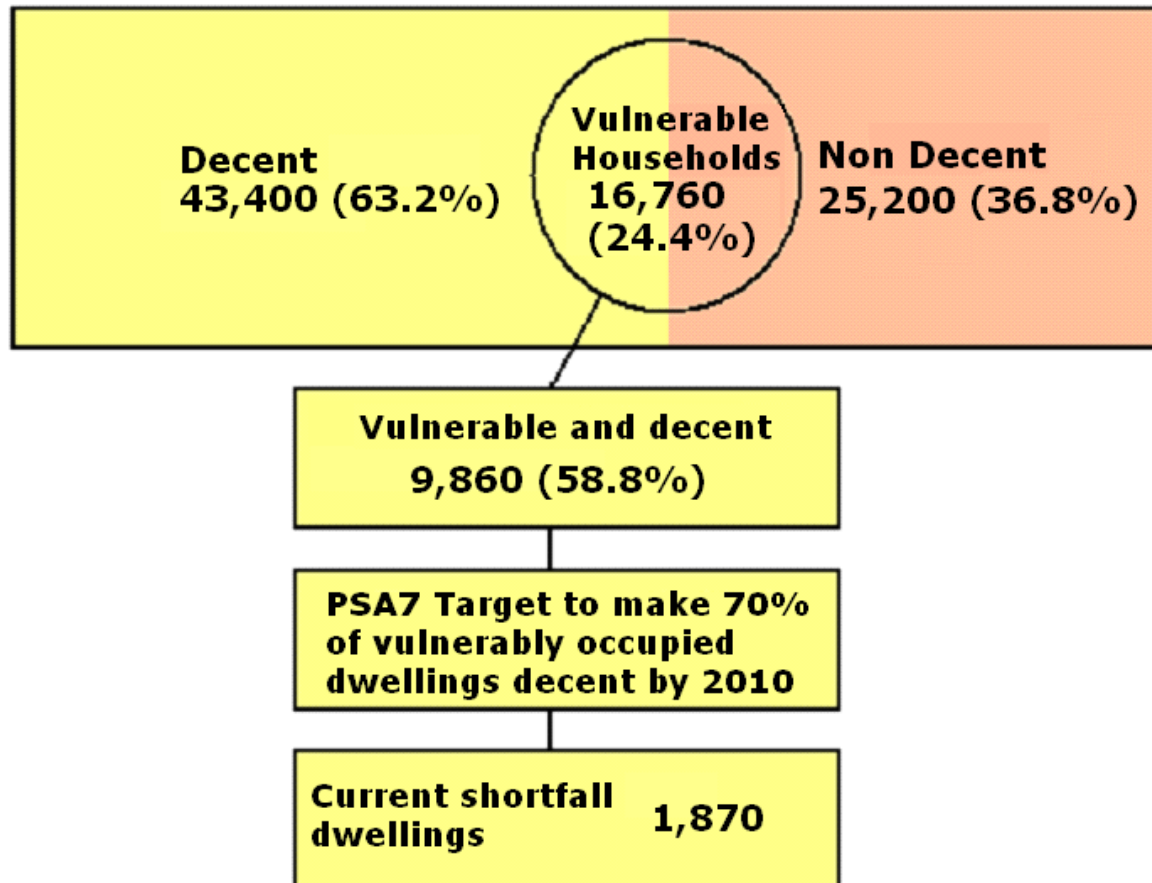 Decent
43,400 (63.2%)
Vulnerable
Households
16,760
(24.4%)
Non Decent
25,200 (36.8%)
Vulnerable and decent
9,860 (58.8%)
PSA7 Target to make 70%
of vulnerably occupied
dwellings decent by 2010
Current shortfall
dwellings
1,870